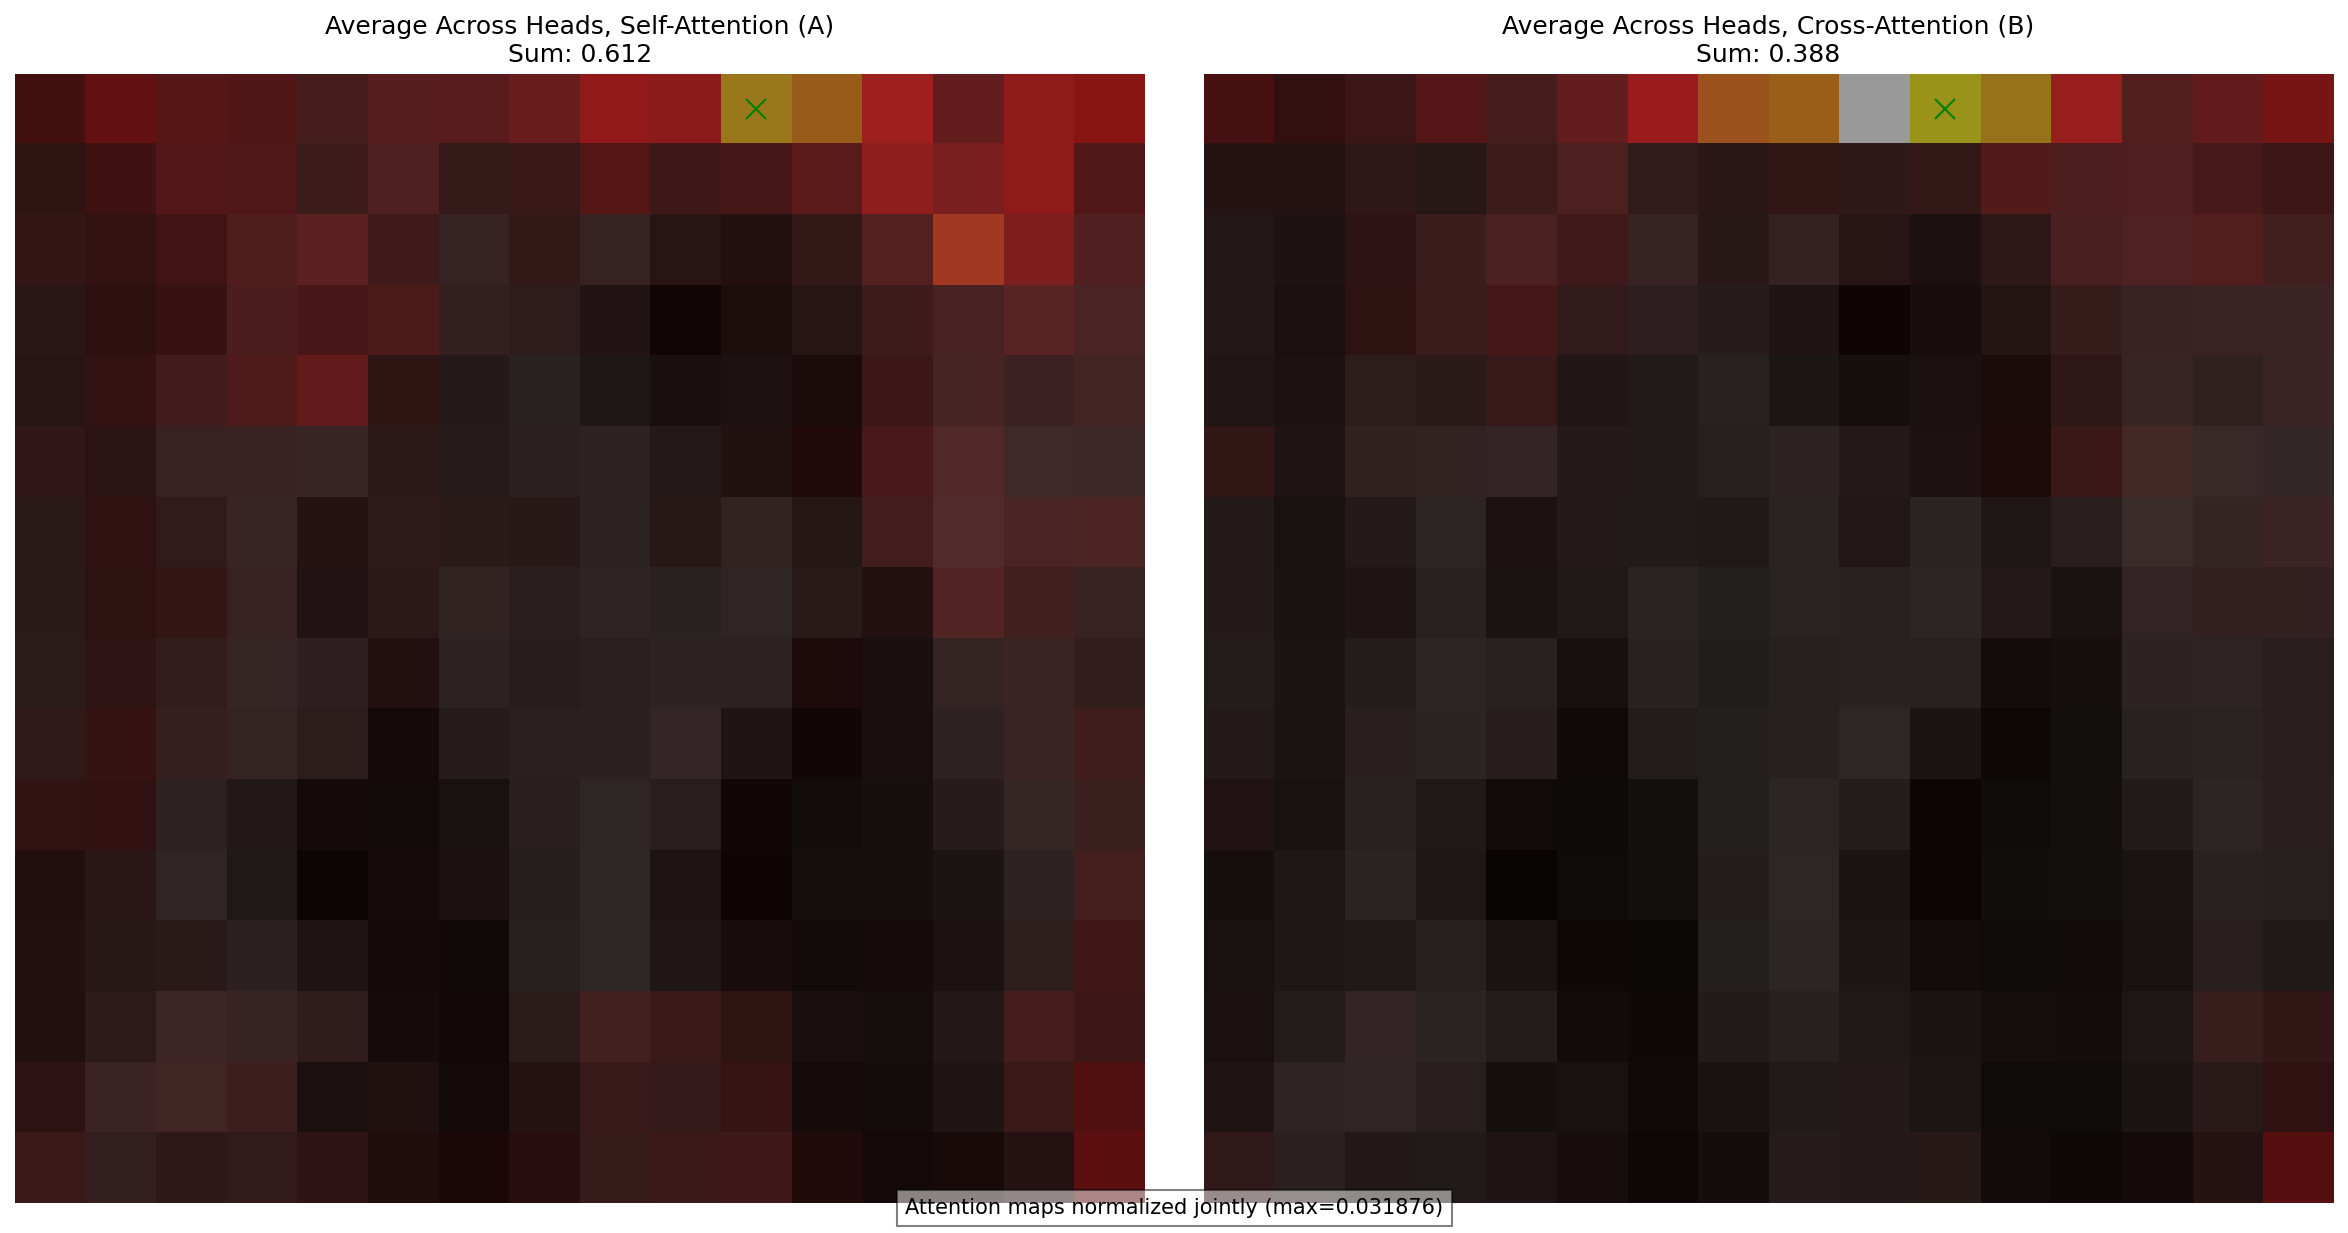 Average Across Heads, Self-Attention (A)
Sum: 0.612
Average Across Heads, Cross-Attention (B)
Sum: 0.388
Attention maps normalized jointly (max=0.031876)